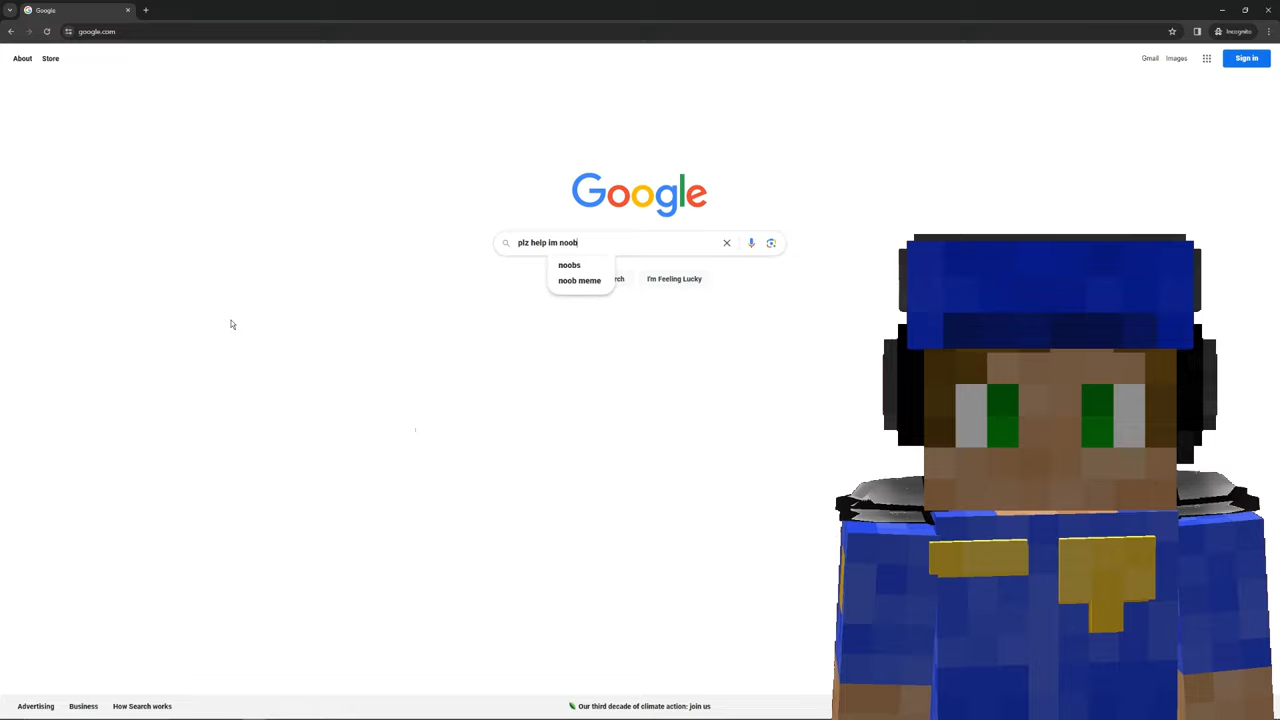 Google
google.com
Incognito
About
Store
Gmail
Images
Sign in
Google
plz help im noob
noobs
noob meme
rch
I'm Feeling Lucky
Advertising
Business
How Search works
Our third decade of climate action: join us